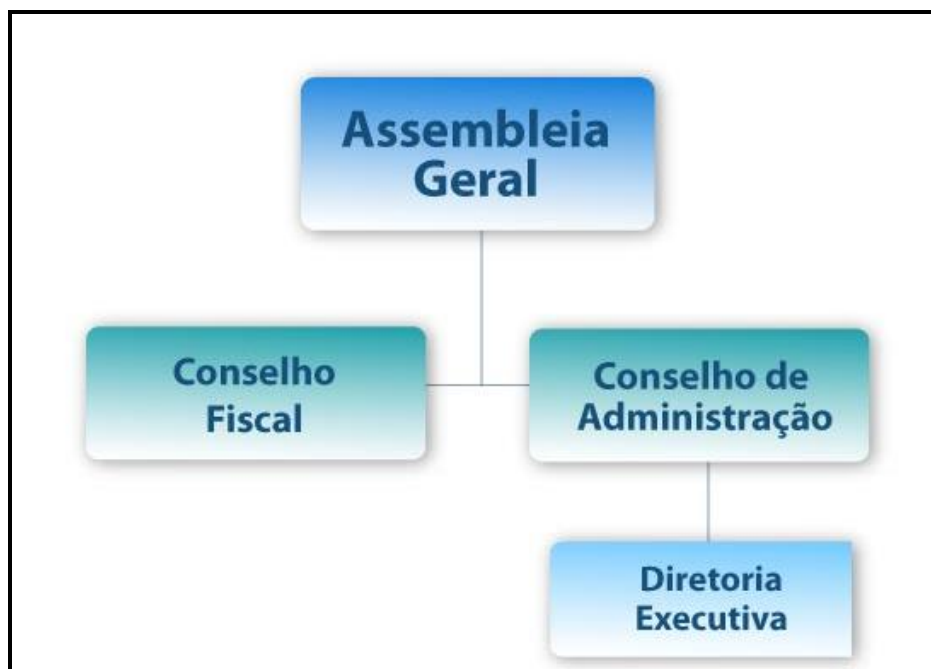 Assembleia
Geral
Conselho
Fiscal
Conselho de
Administração
Diretoria
Executiva